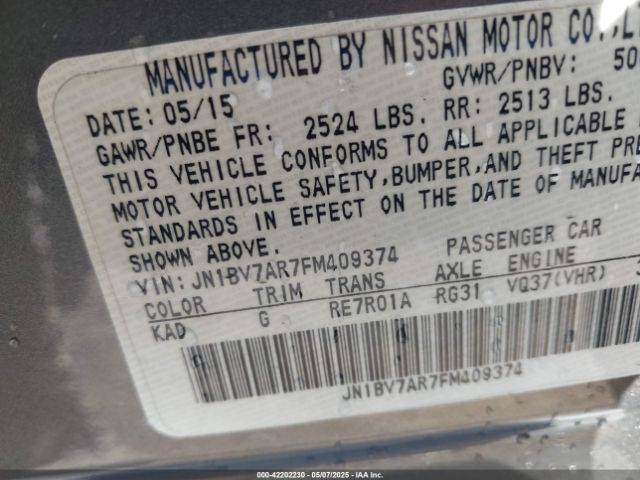 MANUFACTURED BY NISSAN MOTOR CO.,
GVWR/PNBV: 50
DATE: 05/15
GAWR/PNBE FR: 2524 LBS. RR: 2513 LBS.
THIS VEHICLE CONFORMS TO ALL APPLICABLE
MOTOR VEHICLE SAFETY, BUMPER, AND THEFT PRE
STANDARDS IN EFFECT ON THE DATE OF MANUFA
SHOWN ABOVE.
VIN: JN1BV7AR7FM409374 PASSENGER CAR
COLOR TRIM TRANS AXLE ENGINE
KAD G RE7R01A RG31 VQ37(VHR)
JN1BV7AR7FM409374
000-42202230 - 05/07/2025 - IAA Inc.